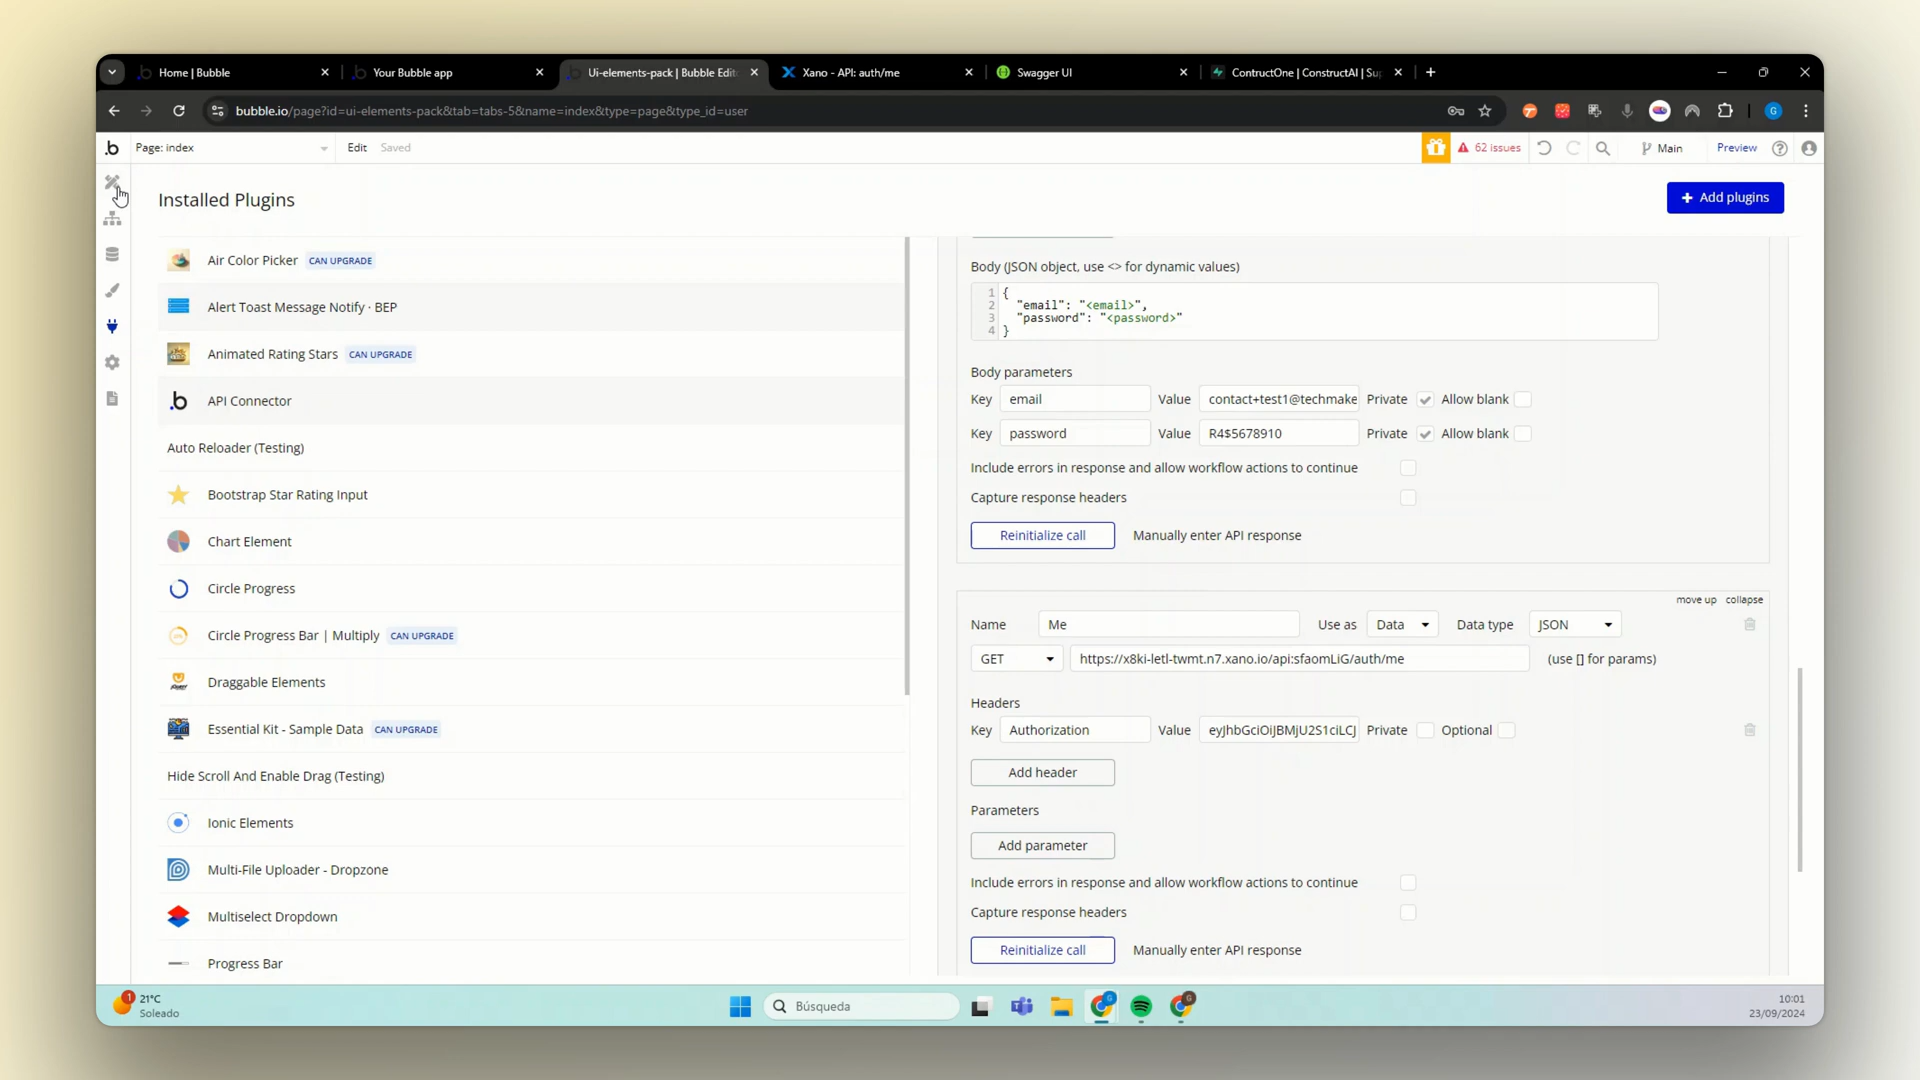 Home | Bubble
Your Bubble app
Ui-elements-pack | Bubble Edit
Xano - API: auth/me
Swagger UI
ContructOne | ConstructAI | Sup
bubble.io/page?id=ui-elements-pack&tab=tabs-5&name=index&type=page&type_id=user
G
Page: index
Edit
Saved
62 issues
Main
Preview
Installed Plugins
+ Add plugins
Air Color Picker CAN UPGRADE
Alert Toast Message Notify · BEP
Animated Rating Stars CAN UPGRADE
API Connector
Auto Reloader (Testing)
Bootstrap Star Rating Input
Chart Element
Circle Progress
Circle Progress Bar | Multiply CAN UPGRADE
Draggable Elements
Essential Kit - Sample Data CAN UPGRADE
Hide Scroll And Enable Drag (Testing)
Ionic Elements
Multi-File Uploader - Dropzone
Multiselect Dropdown
Progress Bar
Body (JSON object, use <> for dynamic values)
1 {
2 "email": "<email>",
3 "password": "<password>"
4 }
Body parameters
Key email Value contact+test1@techmake Private Allow blank
Key password Value R4$5678910 Private Allow blank
Include errors in response and allow workflow actions to continue
Capture response headers
Reinitialize call Manually enter API response
move up collapse
Name Me Use as Data Data type JSON
GET https://x8ki-letl-twmt.n7.xano.io/api:sfaomLiG/auth/me (use [] for params)
Headers
Key Authorization Value eyJhbGciOiJBMjU2S1ciLCJ Private Optional
Add header
Parameters
Add parameter
Include errors in response and allow workflow actions to continue
Capture response headers
Reinitialize call Manually enter API response
1
21°C
Soleado
Búsqueda
10:01
23/09/2024